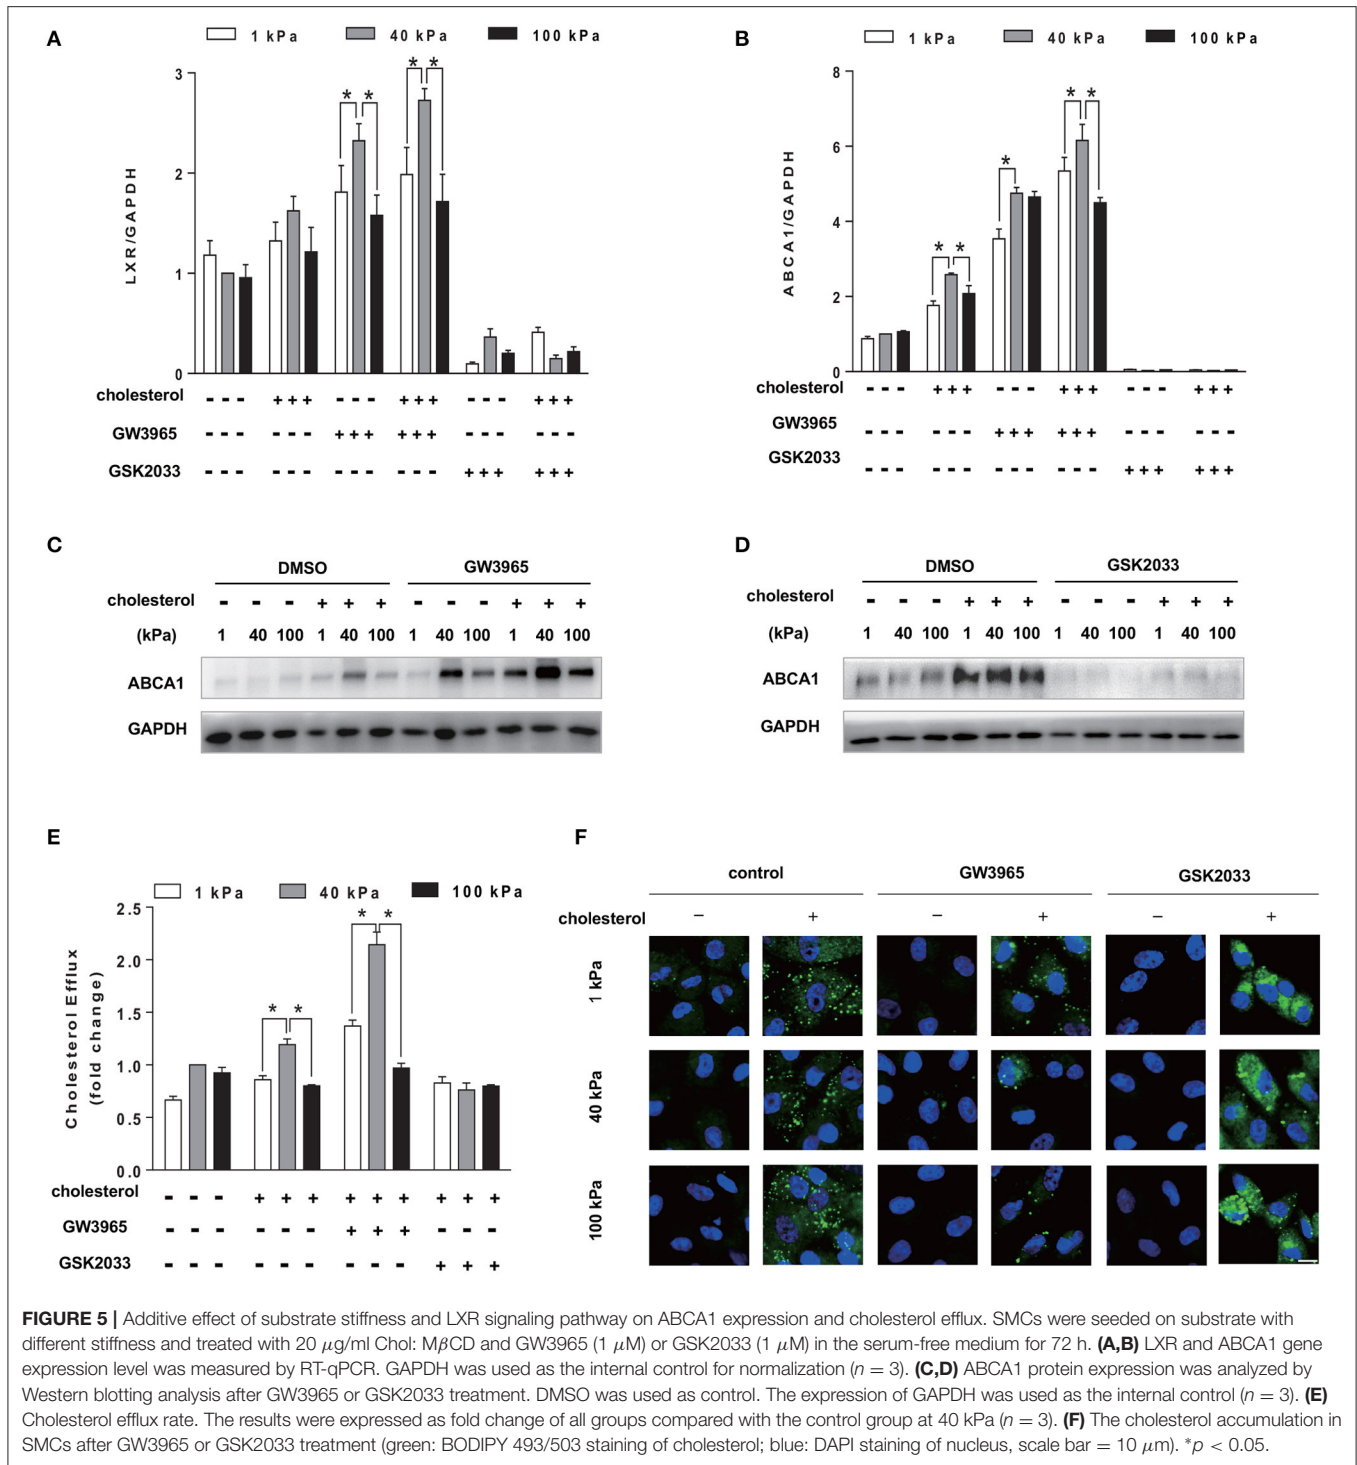 A
1 kPa 40 kPa 100 kPa
LXR/GAPDH
3
2
1
0
* * * *
cholesterol - - - + + + - - - + + + - - - + + +
GW3965 - - - - - - + + + + + + - - - - - -
GSK2033 - - - - - - - - - - - - + + + + + +
B
1 kPa 40 kPa 100 kPa
ABCA1/GAPDH
8
6
4
2
0
* * * * *
cholesterol - - - + + + - - - + + + - - - + + +
GW3965 - - - - - - + + + + + + - - - - - -
GSK2033 - - - - - - - - - - - - + + + + + +
C
DMSO GW3965
cholesterol - - - + + + - - - + + +
(kPa) 1 40 100 1 40 100 1 40 100 1 40 100
ABCA1
GAPDH
D
DMSO GSK2033
cholesterol - - - + + + - - - + + +
(kPa) 1 40 100 1 40 100 1 40 100 1 40 100
ABCA1
GAPDH
E
1 kPa 40 kPa 100 kPa
Cholesterol Efflux
(fold change)
2.5
2.0
1.5
1.0
0.5
0.0
* * * *
cholesterol - - - + + + + + + + + +
GW3965 - - - - - - + + + - - -
GSK2033 - - - - - - - - - + + +
F
control GW3965 GSK2033
cholesterol − + − + − +
1 kPa
40 kPa
100 kPa
FIGURE 5 | Additive effect of substrate stiffness and LXR signaling pathway on ABCA1 expression and cholesterol efflux. SMCs were seeded on substrate with
different stiffness and treated with 20 μg/ml Chol: MβCD and GW3965 (1 μM) or GSK2033 (1 μM) in the serum-free medium for 72 h. (A,B) LXR and ABCA1 gene
expression level was measured by RT-qPCR. GAPDH was used as the internal control for normalization (n = 3). (C,D) ABCA1 protein expression was analyzed by
Western blotting analysis after GW3965 or GSK2033 treatment. DMSO was used as control. The expression of GAPDH was used as the internal control (n = 3). (E)
Cholesterol efflux rate. The results were expressed as fold change of all groups compared with the control group at 40 kPa (n = 3). (F) The cholesterol accumulation in
SMCs after GW3965 or GSK2033 treatment (green: BODIPY 493/503 staining of cholesterol; blue: DAPI staining of nucleus, scale bar = 10 μm). *p < 0.05.